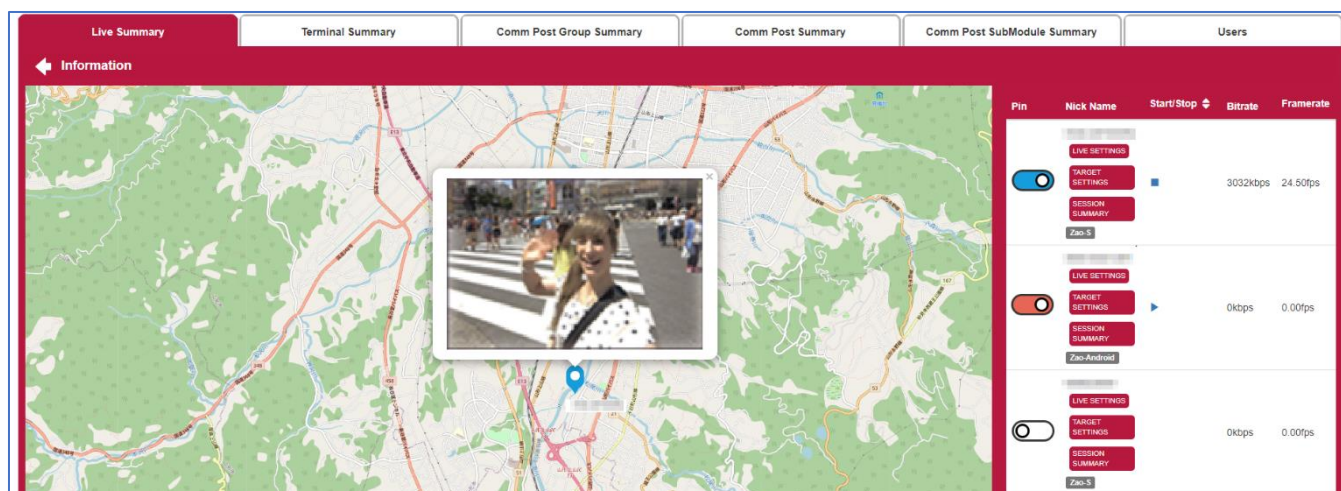 Live Summary
Terminal Summary
Comm Post Group Summary
Comm Post Summary
Comm Post SubModule Summary
Users
Information
Pin
Nick Name
Start/Stop
Bitrate
Framerate
LIVE SETTINGS
TARGET
SETTINGS
3032kbps
24.50fps
SESSION
SUMMARY
Zao-S
LIVE SETTINGS
TARGET
SETTINGS
0kbps
0.00fps
SESSION
SUMMARY
Zao-Android
LIVE SETTINGS
TARGET
SETTINGS
0kbps
0.00fps
SESSION
SUMMARY
Zao-S